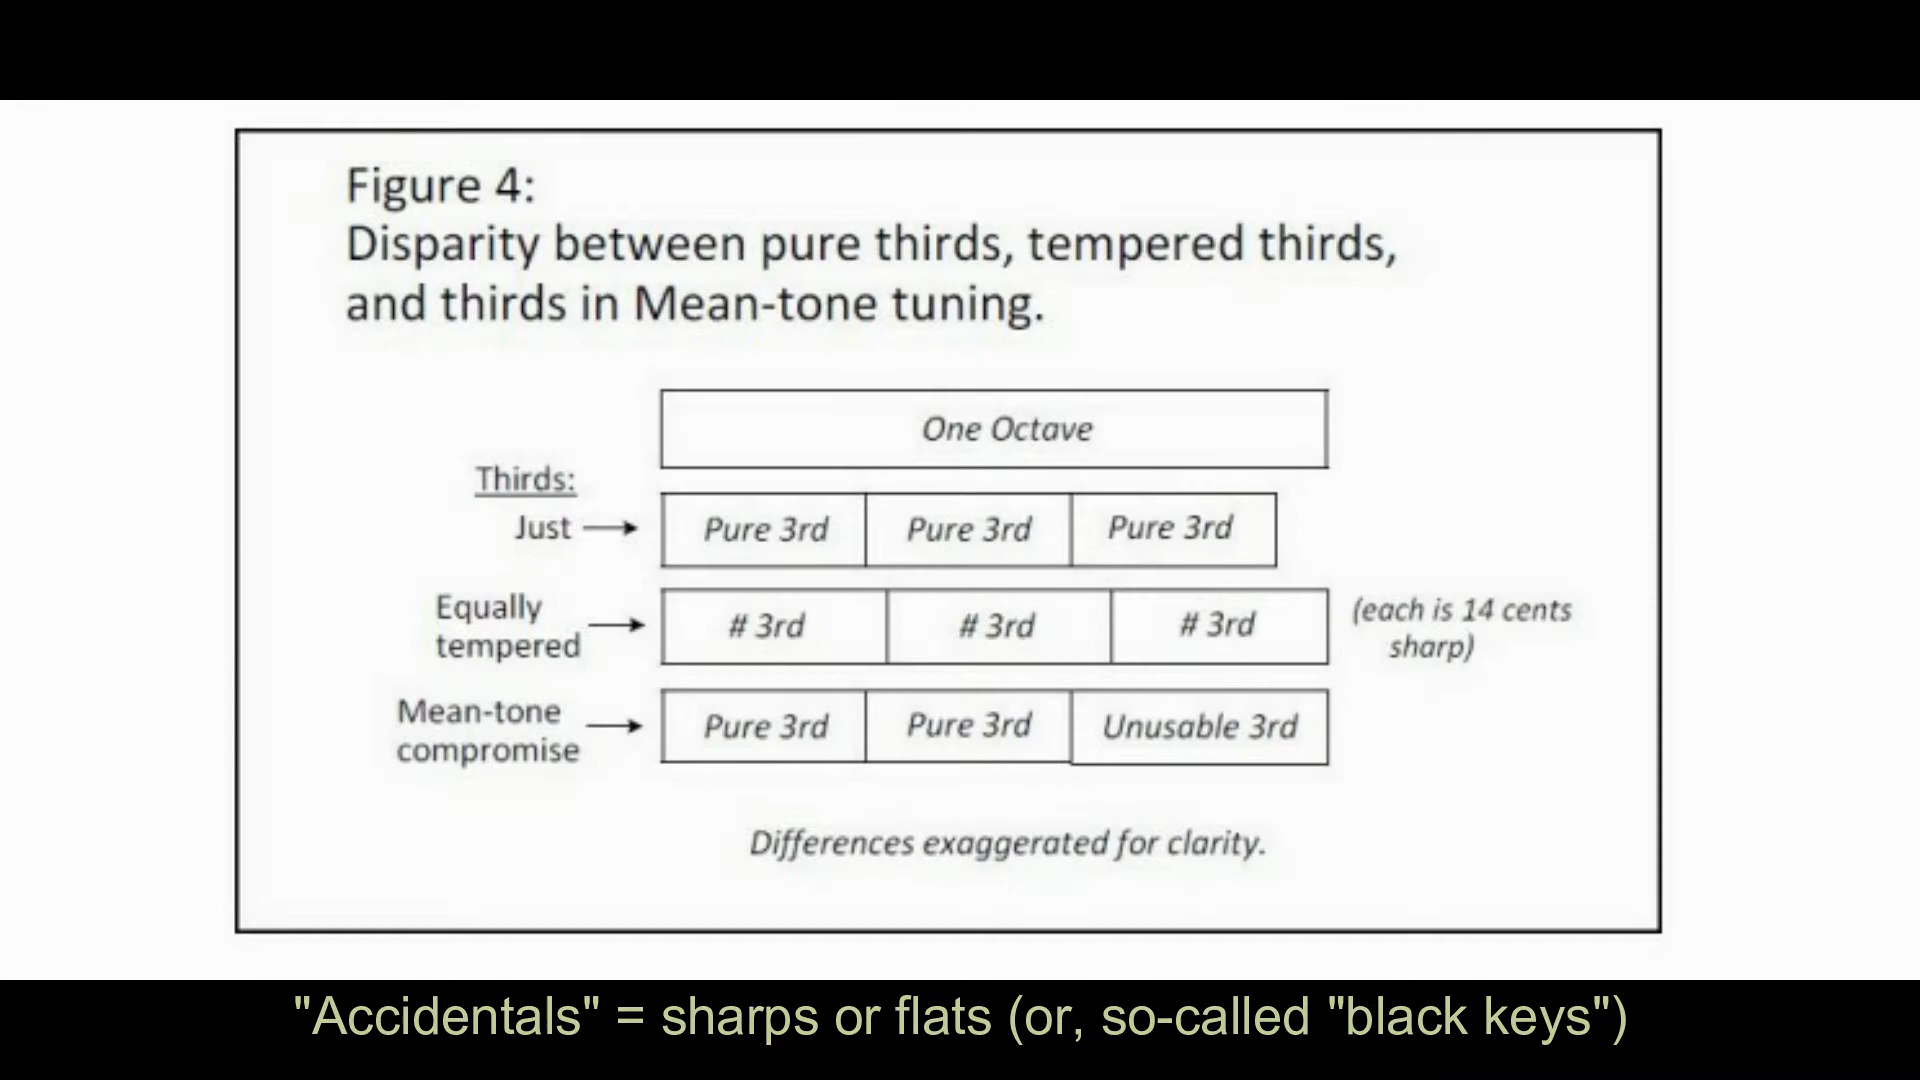 Figure 4:
Disparity between pure thirds, tempered thirds,
and thirds in Mean-tone tuning.
One Octave
Thirds:
Just
Pure 3rd Pure 3rd Pure 3rd
Equally
tempered
# 3rd # 3rd # 3rd
(each is 14 cents
sharp)
Mean-tone
compromise
Pure 3rd Pure 3rd Unusable 3rd
Differences exaggerated for clarity.
"Accidentals" = sharps or flats (or, so-called "black keys")